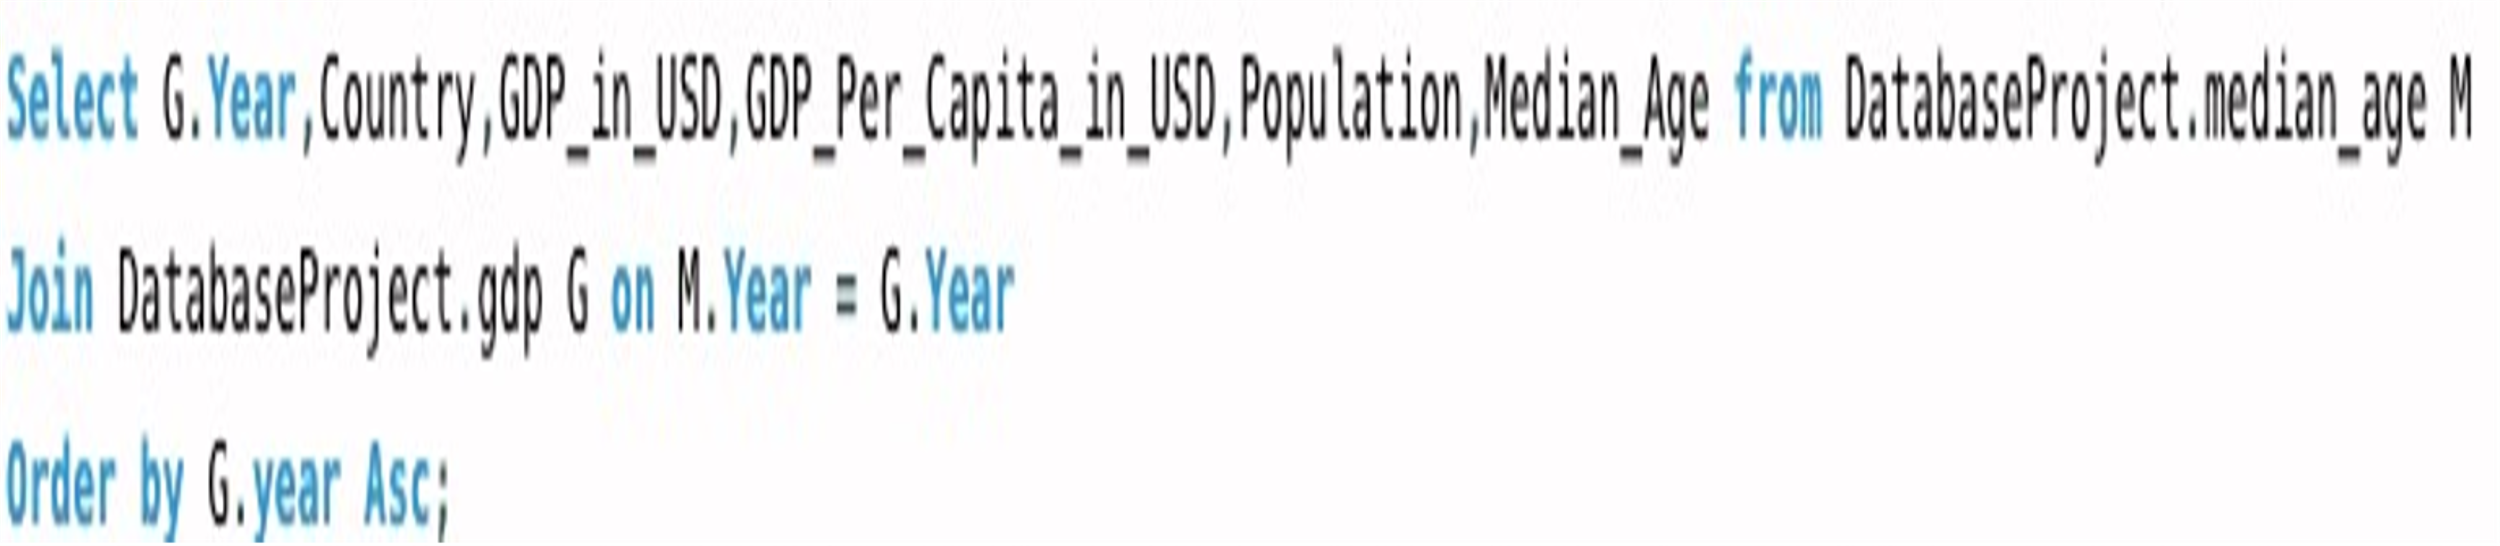 Select G.Year,Country,GDP_in_USD,GDP_Per_Capita_in_USD,Population,Median_Age from DatabaseProject.median_age M
Join DatabaseProject.gdp G on M.Year = G.Year
Order by G.year Asc;